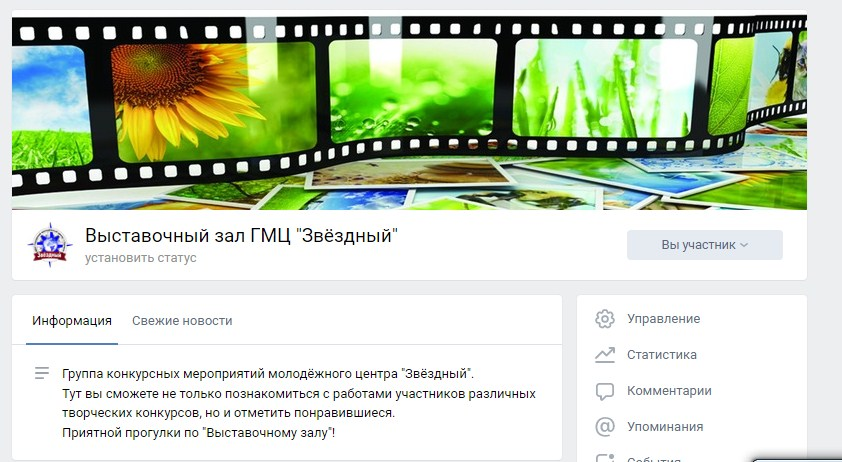 Звёздный
Выставочный зал ГМЦ "Звёздный"
установить статус
Вы участник
Информация
Свежие новости
Группа конкурсных мероприятий молодёжного центра "Звёздный".
Тут вы сможете не только познакомиться с работами участников различных
творческих конкурсов, но и отметить понравившиеся.
Приятной прогулки по "Выставочному залу"!
Управление
Статистика
Комментарии
Упоминания
События